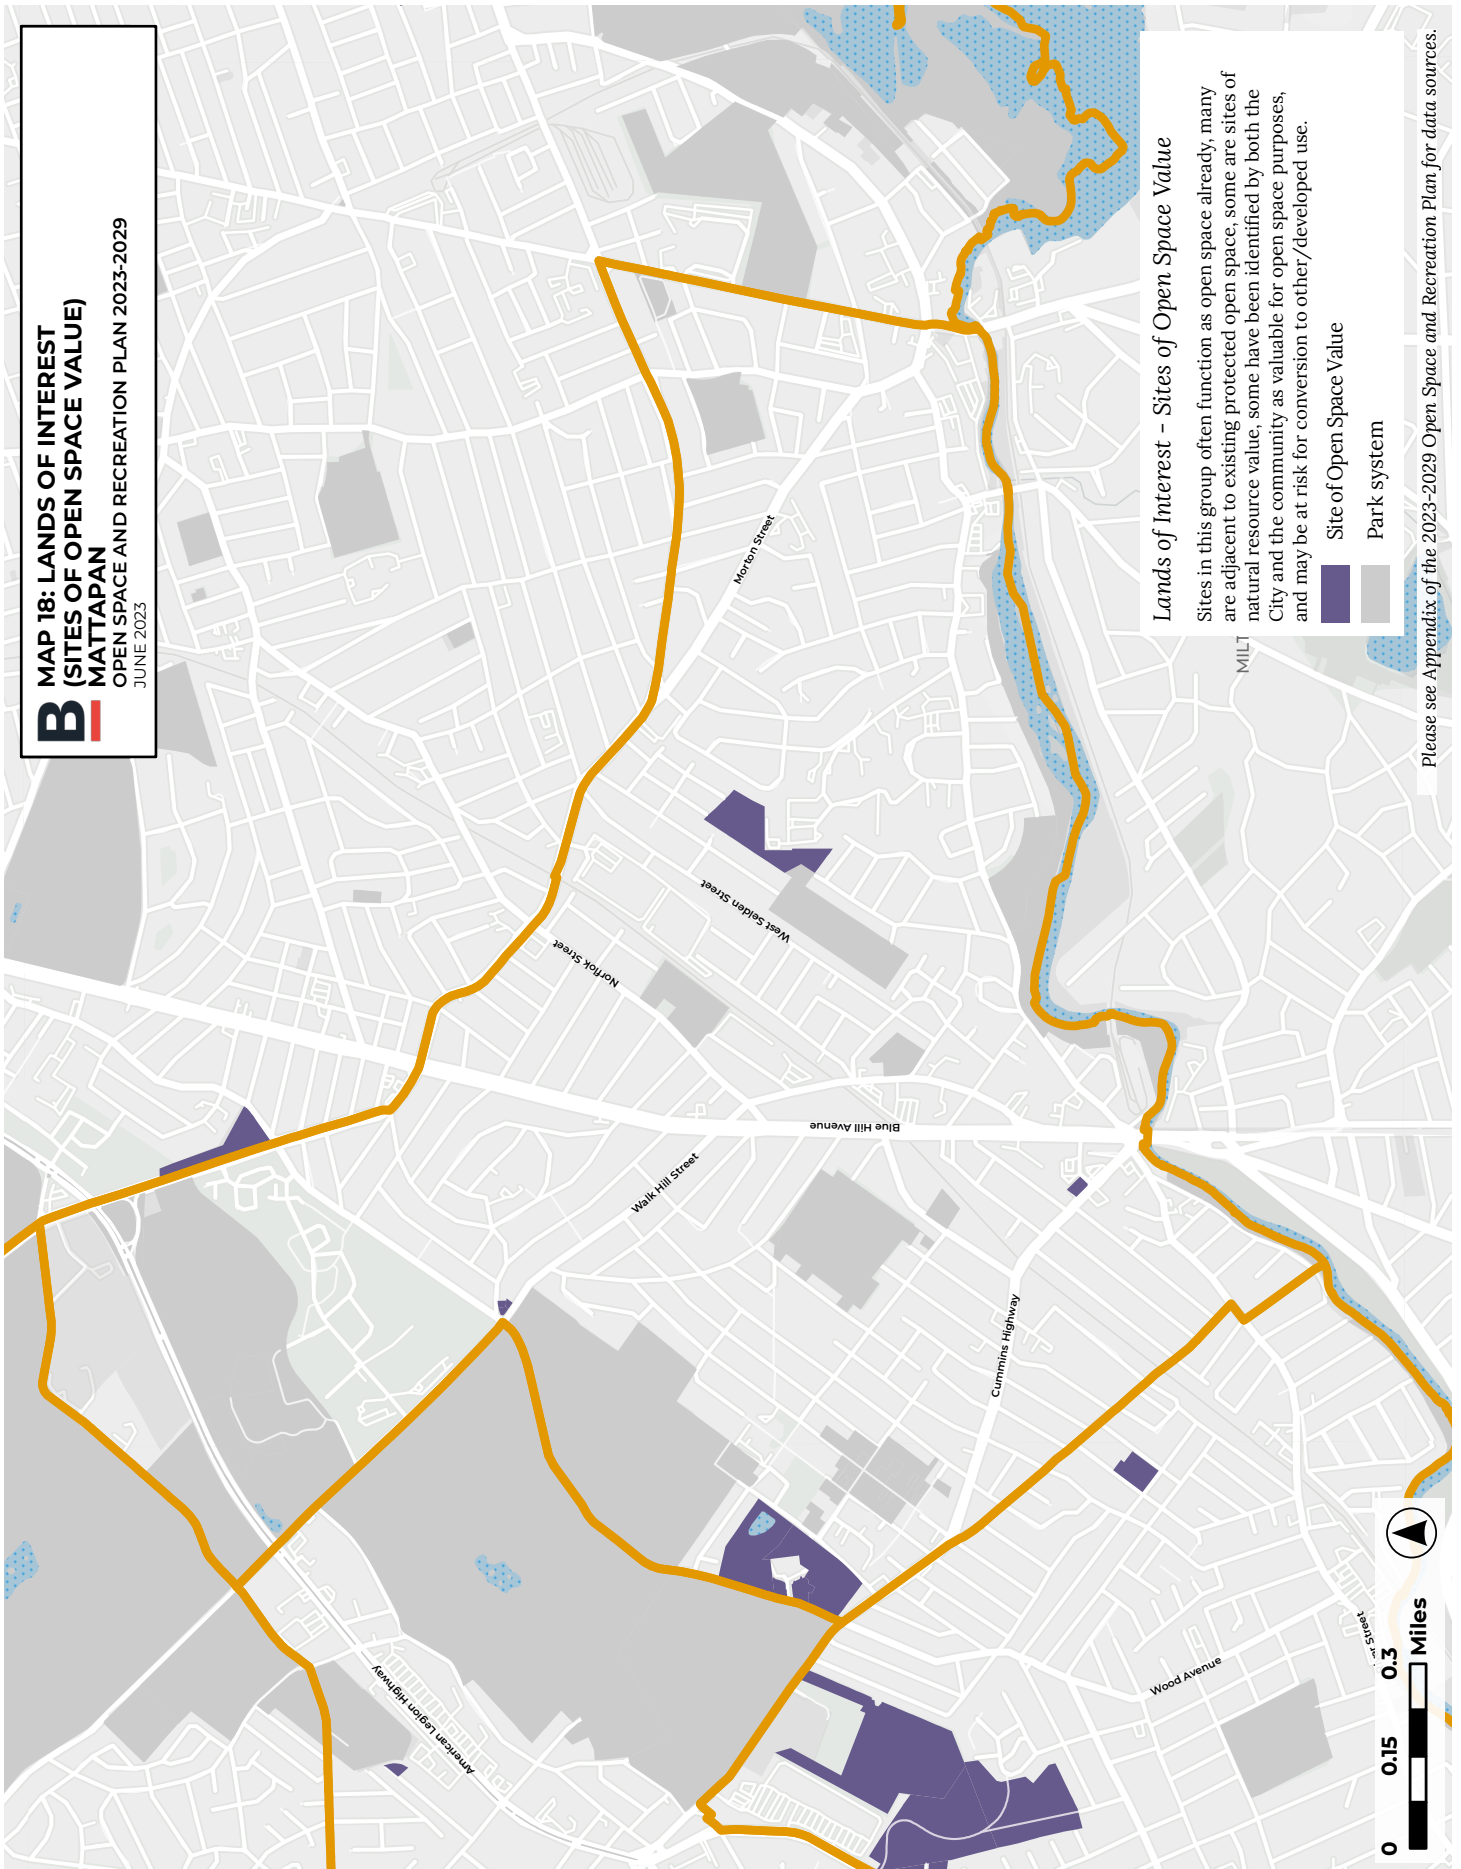 B
MAP 18: LANDS OF INTEREST
(SITES OF OPEN SPACE VALUE)
MATTAPAN
OPEN SPACE AND RECREATION PLAN 2023-2029
JUNE 2023
Morton Street
West Selden Street
Norflok Street
Blue Hill Avenue
Walk Hill Street
Cummins Highway
American Legion Highway
Wood Avenue
Street
MILT
Lands of Interest - Sites of Open Space Value
Sites in this group often function as open space already, many
are adjacent to existing protected open space, some are sites of
natural resource value, some have been identified by both the
City and the community as valuable for open space purposes,
and may be at risk for conversion to other/developed use.
Site of Open Space Value
Park system
Please see Appendix of the 2023-2029 Open Space and Recreation Plan for data sources.
0 0.15 0.3
Miles